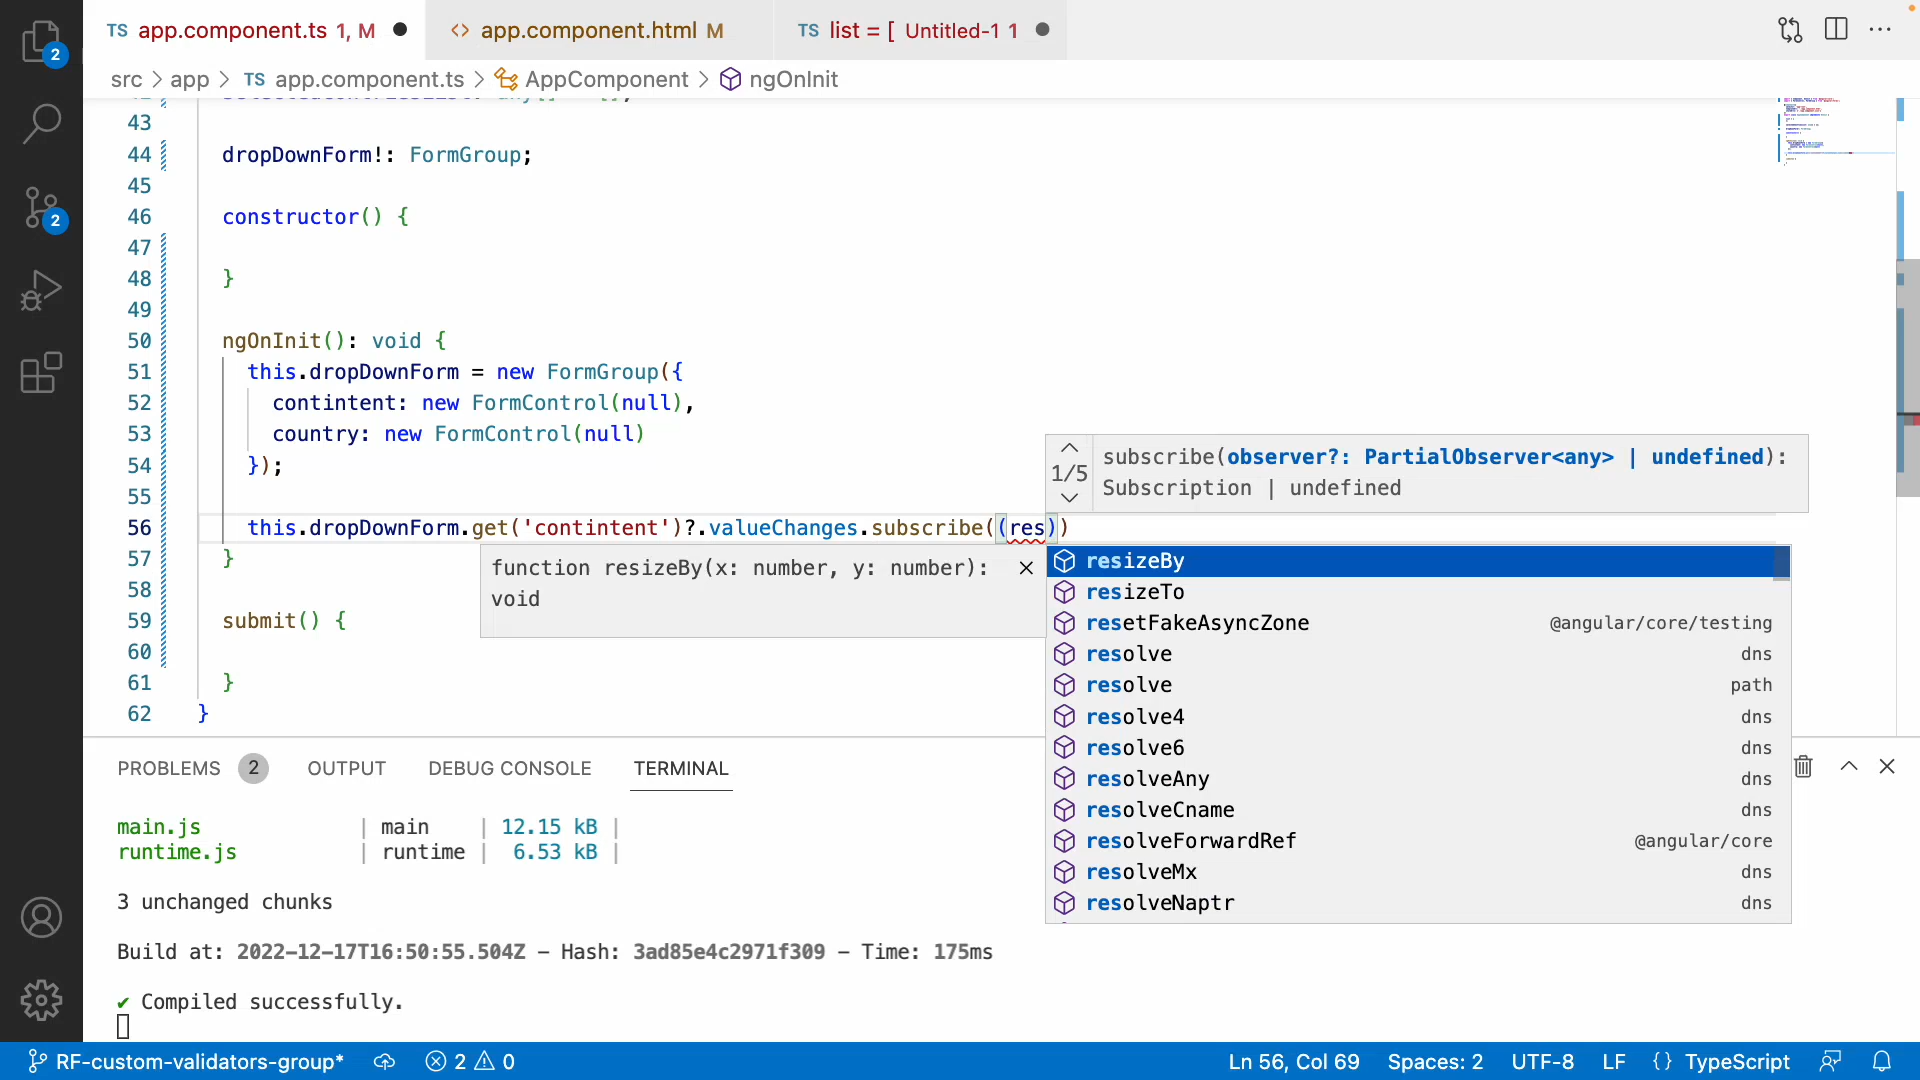 TS app.component.ts 1, M
<> app.component.html M
TS list = [ Untitled-1 1
src > app > TS app.component.ts > AppComponent > ngOnInit
2
2
43
44 dropDownForm!: FormGroup;
45
46 constructor() {
47
48 }
49
50 ngOnInit(): void {
51 this.dropDownForm = new FormGroup({
52 contintent: new FormControl(null),
53 country: new FormControl(null)
54 });
55
56 this.dropDownForm.get('contintent')?.valueChanges.subscribe((res))
57 }
58
59 submit() {
60
61 }
62 }
1/5
subscribe(observer?: PartialObserver<any> | undefined):
Subscription | undefined
function resizeBy(x: number, y: number):
void
resizeBy
resizeTo
resetFakeAsyncZone @angular/core/testing
resolve dns
resolve path
resolve4 dns
resolve6 dns
resolveAny dns
resolveCname dns
resolveForwardRef @angular/core
resolveMx dns
resolveNaptr dns
PROBLEMS 2 OUTPUT DEBUG CONSOLE TERMINAL
main.js | main | 12.15 kB |
runtime.js | runtime | 6.53 kB |
3 unchanged chunks
Build at: 2022-12-17T16:50:55.504Z - Hash: 3ad85e4c2971f309 - Time: 175ms
✔ Compiled successfully.
RF-custom-validators-group* 2 0 Ln 56, Col 69 Spaces: 2 UTF-8 LF {} TypeScript